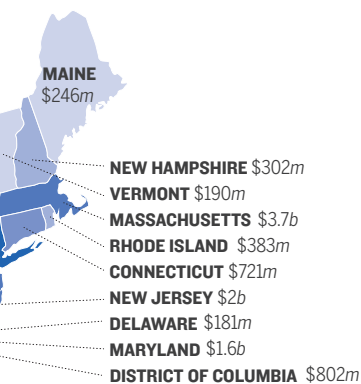 MAINE
$246m
NEW HAMPSHIRE $302m
VERMONT $190m
MASSACHUSETTS $3.7b
RHODE ISLAND $383m
CONNECTICUT $721m
NEW JERSEY $2b
DELAWARE $181m
MARYLAND $1.6b
DISTRICT OF COLUMBIA $802m